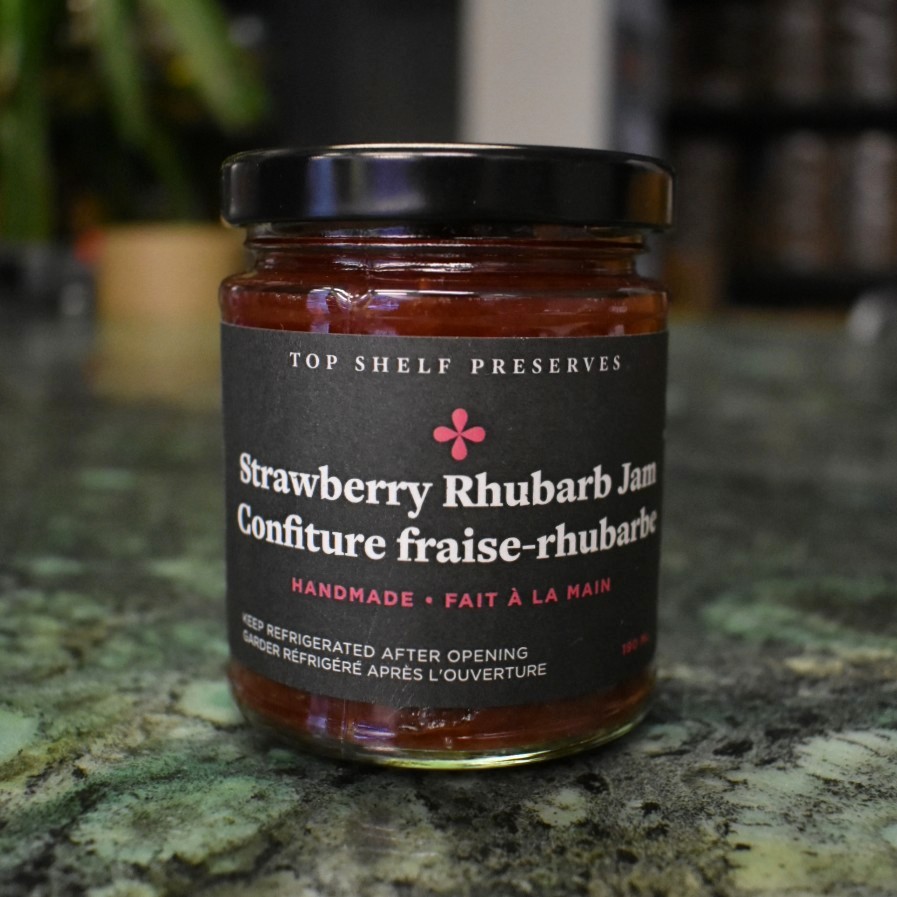 TOP SHELF PRESERVES
Strawberry Rhubarb Jam
Confiture fraise-rhubarbe
HANDMADE • FAIT À LA MAIN
KEEP REFRIGERATED AFTER OPENING
GARDER RÉFRIGÉRÉ APRÈS L'OUVERTURE